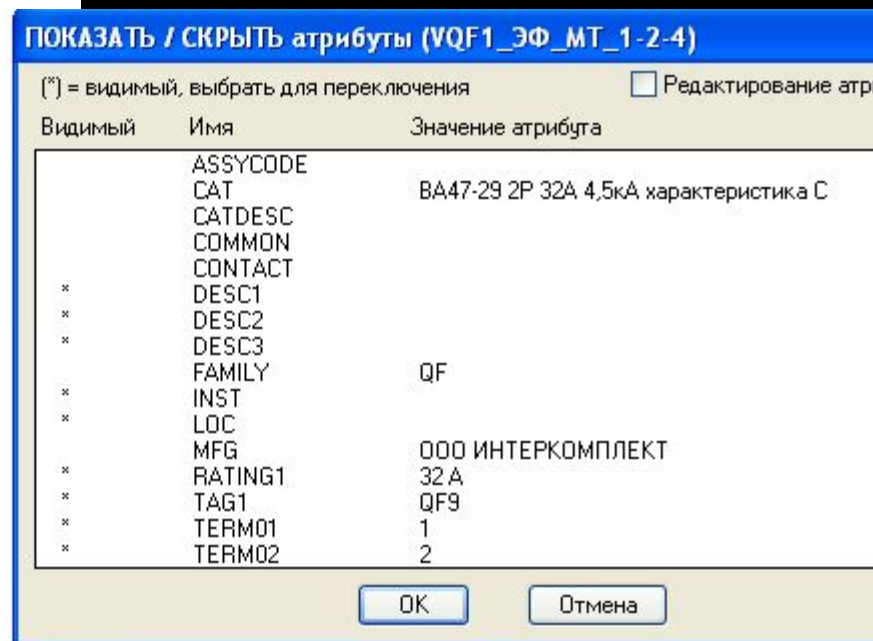 ПОКАЗАТЬ / СКРЫТЬ атрибуты (VQF1_ЭФ_МТ_1-2-4)
(*) = видимый, выбрать для переключения Редактирование атр
Видимый Имя Значение атрибута
ASSYCODE
CAT ВА47-29 2Р 32А 4,5кА характеристика С
CATDESC
COMMON
CONTACT
* DESC1
* DESC2
* DESC3
FAMILY QF
* INST
* LOC
MFG ООО ИНТЕРКОМПЛЕКТ
* RATING1 32 А
* TAG1 QF9
* TERM01 1
* TERM02 2
OK Отмена